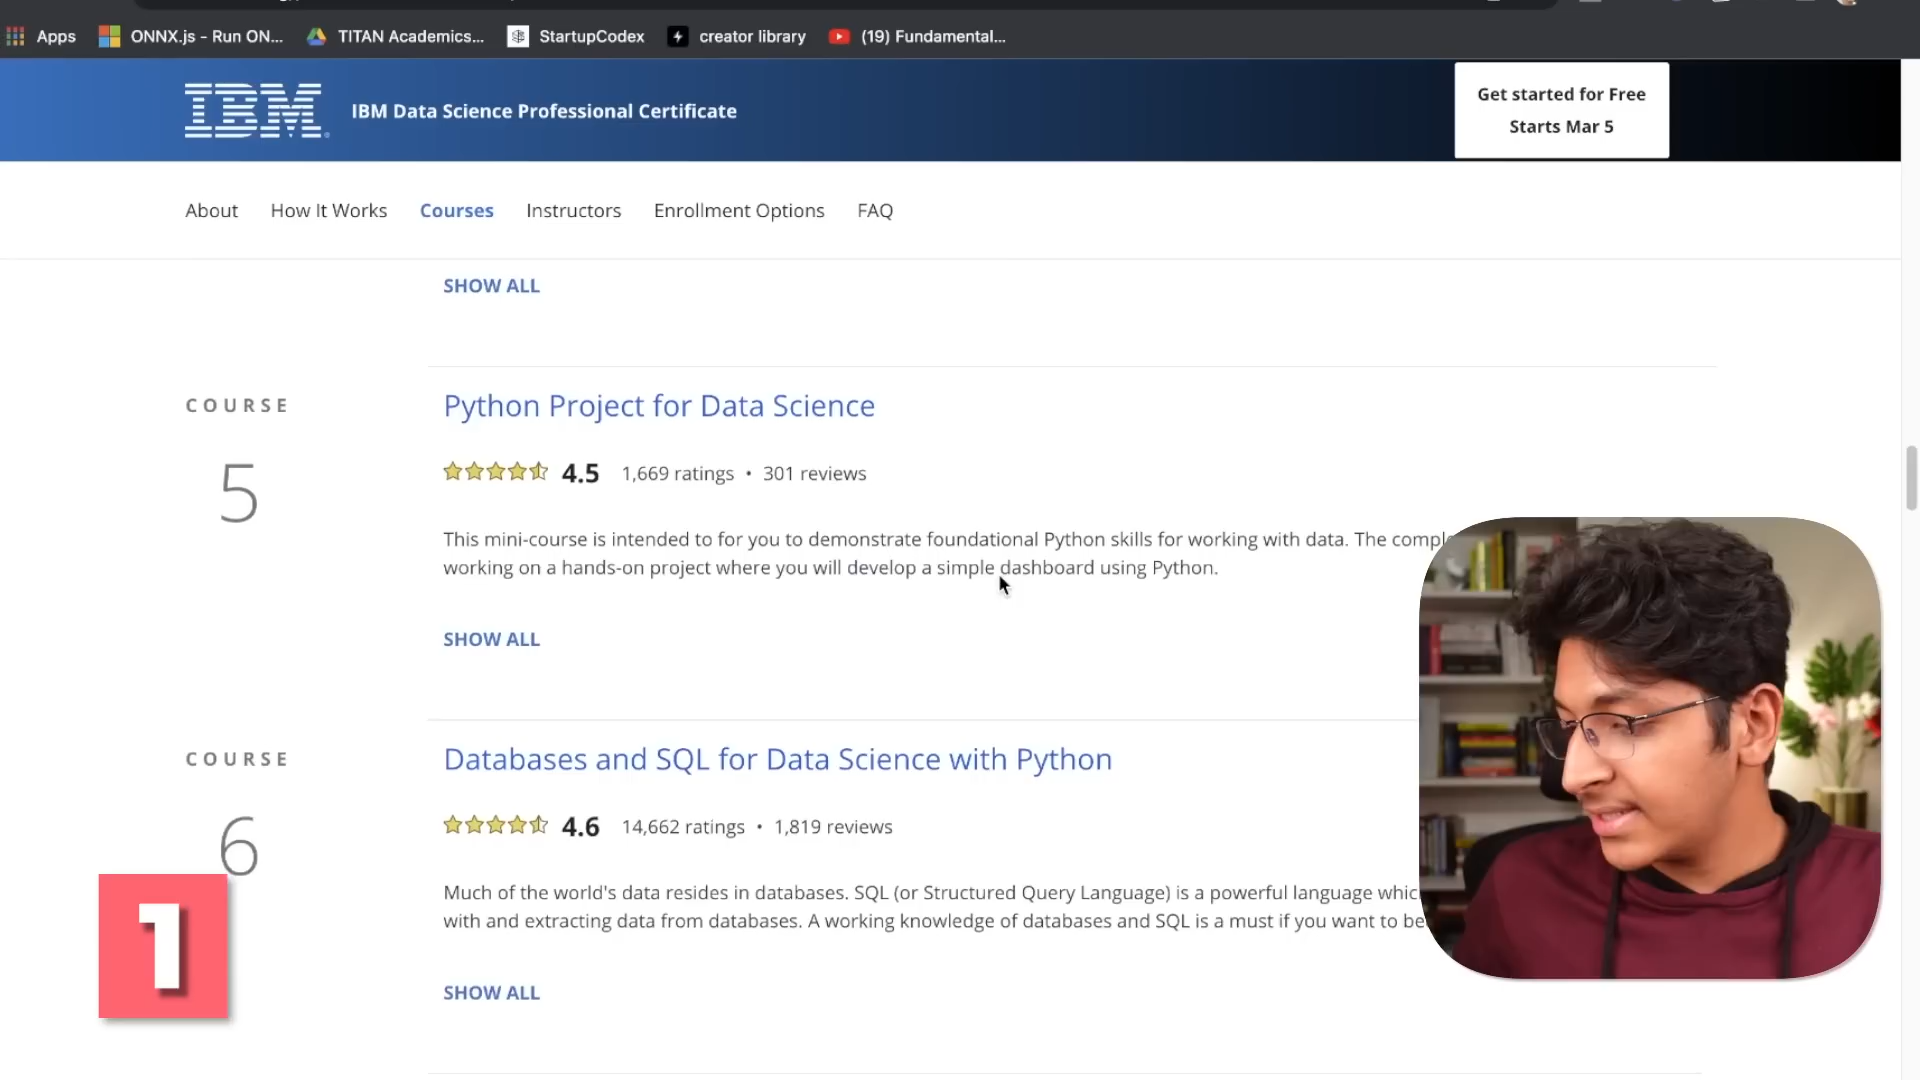 Apps
ONNX.js - Run ON...
TITAN Academics...
StartupCodex
creator library
(19) Fundamental...
IBM
IBM Data Science Professional Certificate
Get started for Free
Starts Mar 5
About
How It Works
Courses
Instructors
Enrollment Options
FAQ
SHOW ALL
COURSE
5
Python Project for Data Science
4.5 1,669 ratings • 301 reviews
This mini-course is intended to for you to demonstrate foundational Python skills for working with data. The
working on a hands-on project where you will develop a simple dashboard using Python.
SHOW ALL
COURSE
6
Databases and SQL for Data Science with Python
4.6 14,662 ratings • 1,819 reviews
Much of the world's data resides in databases. SQL (or Structured Query Language) is a powerful language
with and extracting data from databases. A working knowledge of databases and SQL is a must if you want to be
SHOW ALL
1